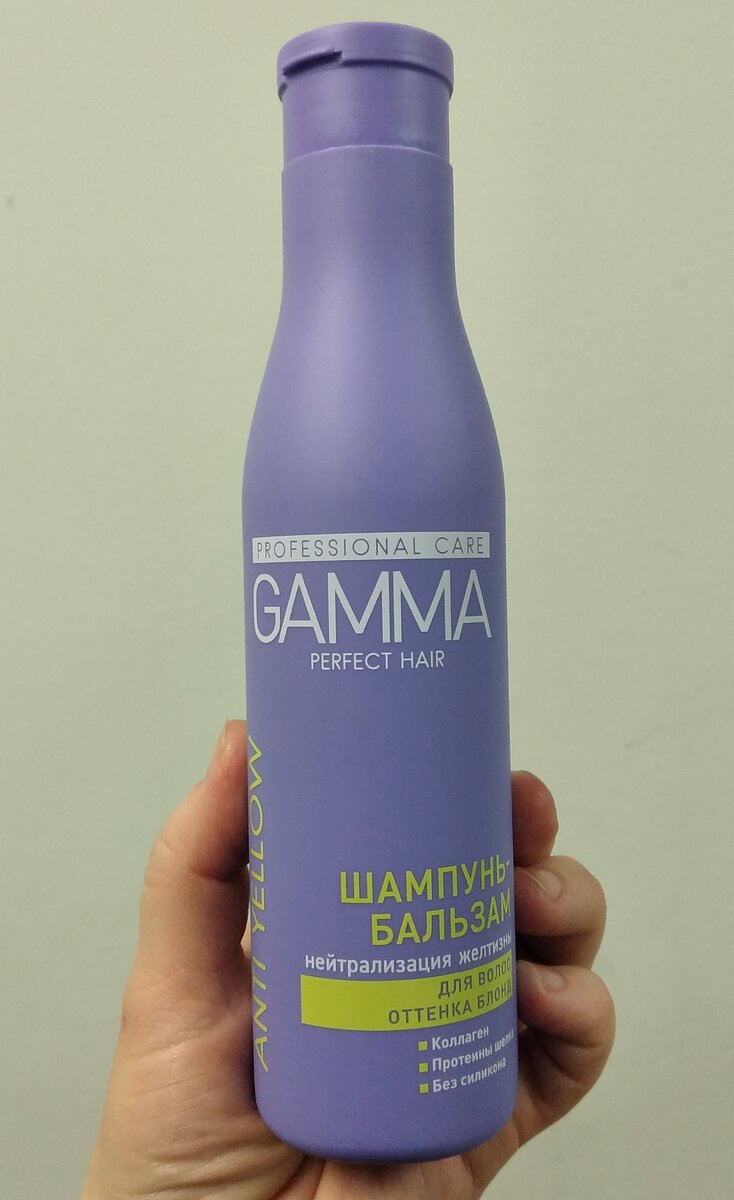 PROFESSIONAL CARE
GAMMA
PERFECT HAIR
ANTI YELLOW
ШАМПУНЬ-
БАЛЬЗАМ
нейтрализация желтизны
ДЛЯ ВОЛОС
ОТТЕНКА БЛОНД
Коллаген
Протеины шелка
Без силикона